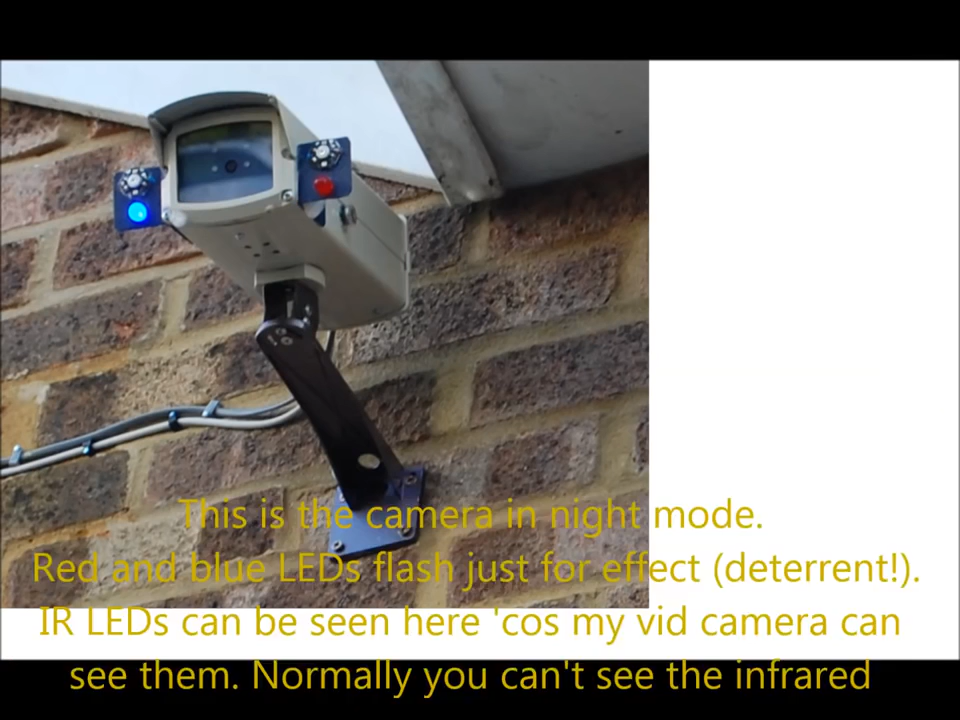 This is the camera in night mode.
Red and blue LEDs flash just for effect (deterrent!).
IR LEDs can be seen here 'cos my vid camera can
see them. Normally you can't see the infrared